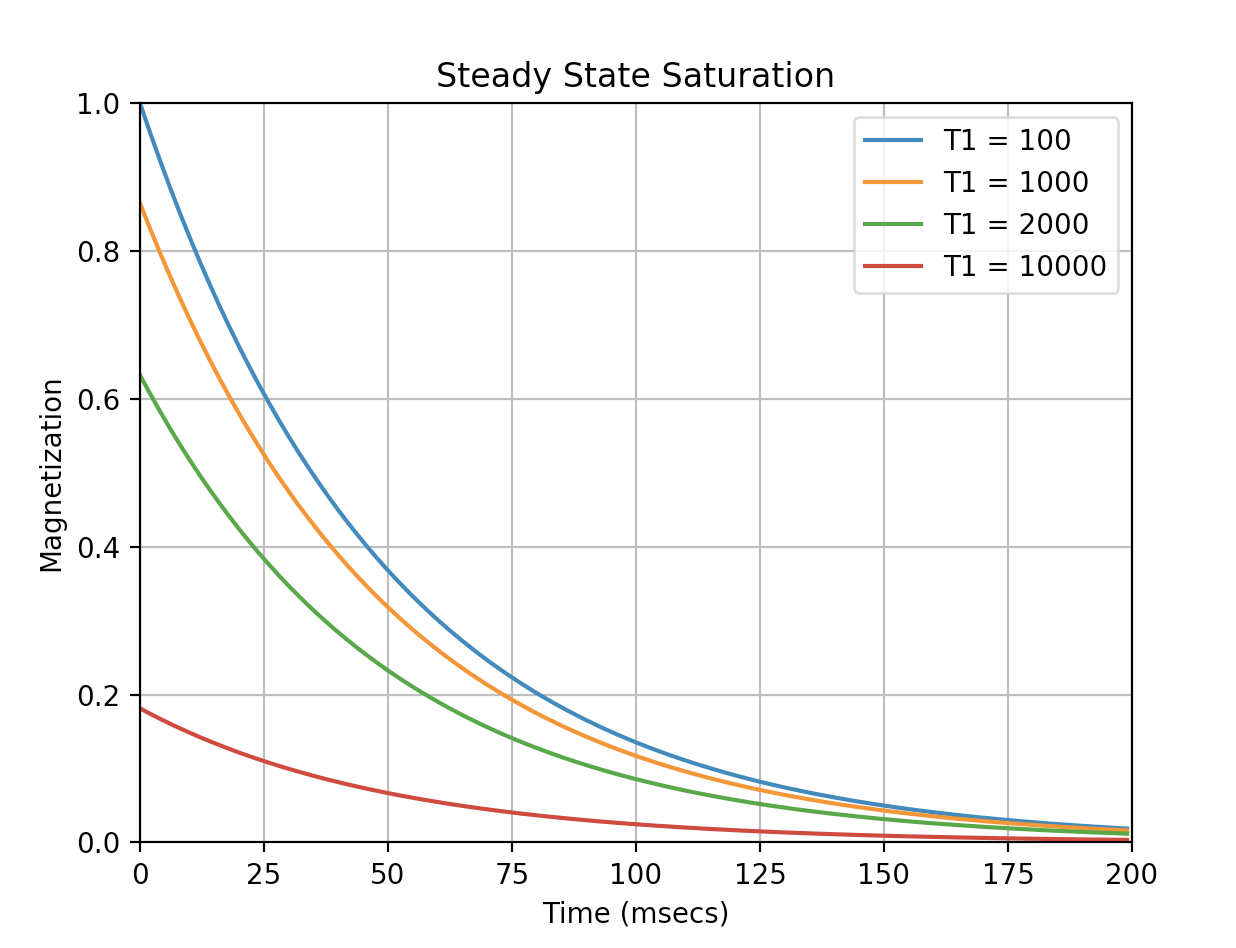 Steady State Saturation
1.0
0.8
0.6
0.4
0.2
0.0
Magnetization
T1 = 100
T1 = 1000
T1 = 2000
T1 = 10000
0 25 50 75 100 125 150 175 200
Time (msecs)